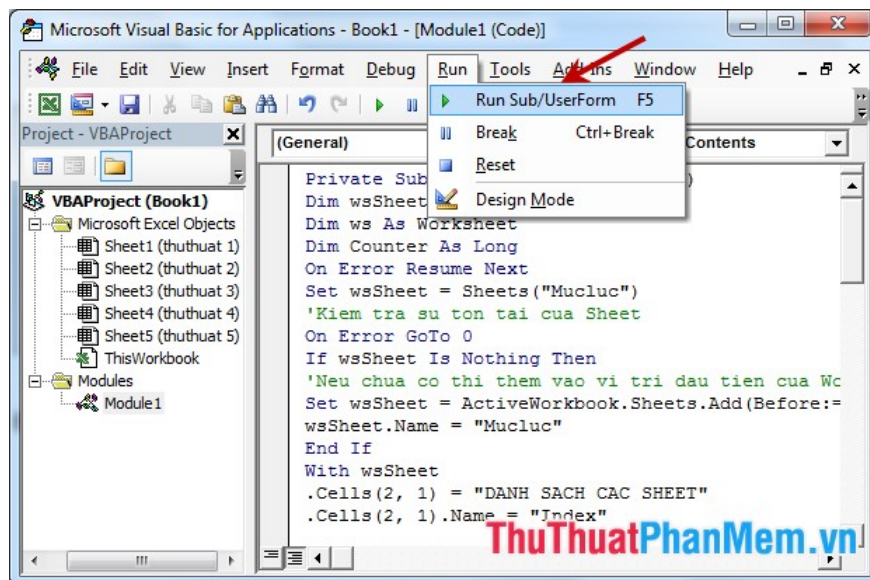 Microsoft Visual Basic for Applications - Book1 - [Module1 (Code)]
File Edit View Insert Format Debug Run Tools Add-Ins Window Help
Run Sub/UserForm F5
Break Ctrl+Break
Reset
Design Mode
Project - VBAProject
VBAProject (Book1)
Microsoft Excel Objects
Sheet1 (thuthuat 1)
Sheet2 (thuthuat 2)
Sheet3 (thuthuat 3)
Sheet4 (thuthuat 4)
Sheet5 (thuthuat 5)
ThisWorkbook
Modules
Module1
(General) Contents
Private Sub )
Dim wsSheet
Dim ws As Worksheet
Dim Counter As Long
On Error Resume Next
Set wsSheet = Sheets("Mucluc")
'Kiem tra su ton tai cua Sheet
On Error GoTo 0
If wsSheet Is Nothing Then
'Neu chua co thi them vao vi tri dau tien cua Wo
Set wsSheet = ActiveWorkbook.Sheets.Add(Before:=
wsSheet.Name = "Mucluc"
End If
With wsSheet
.Cells(2, 1) = "DANH SACH CAC SHEET"
.Cells(2, 1).Name = "Index"
ThuThuatPhanMem.vn